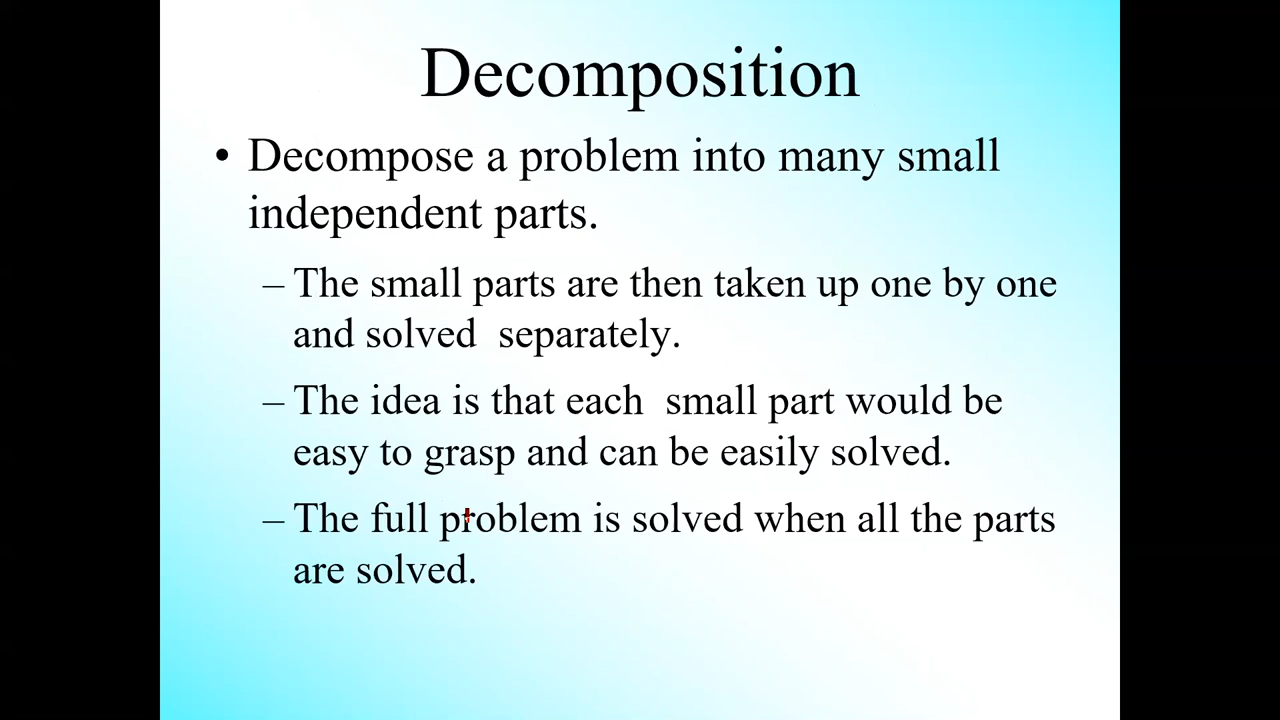 Decomposition
• Decompose a problem into many small
independent parts.
– The small parts are then taken up one by one
and solved  separately.
– The idea is that each  small part would be
easy to grasp and can be easily solved.
– The full problem is solved when all the parts
are solved.